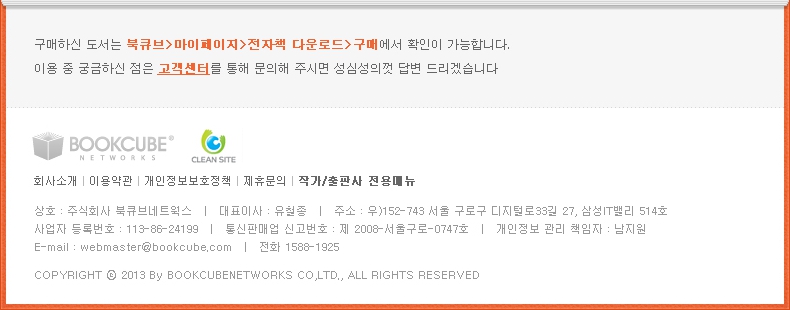 구매하신 도서는 북큐브>마이페이지>전자책 다운로드>구매에서 확인이 가능합니다.
이용 중 궁금하신 점은 고객센터를 통해 문의해 주시면 성심성의껏 답변 드리겠습니다
BOOKCUBE®
NETWORKS
CLEAN SITE
회사소개 | 이용약관 | 개인정보보호정책 | 제휴문의 | 작가/출판사 전용메뉴
상호 : 주식회사 북큐브네트웍스 | 대표이사 : 유철종 | 주소 : 우)152-743 서울 구로구 디지털로33길 27, 삼성IT밸리 514호
사업자 등록번호 : 113-86-24199 | 통신판매업 신고번호 : 제 2008-서울구로-0747호 | 개인정보 관리 책임자 : 남지원
E-mail : webmaster@bookcube.com | 전화 1588-1925
COPYRIGHT ⓒ 2013 By BOOKCUBENETWORKS CO,LTD., ALL RIGHTS RESERVED